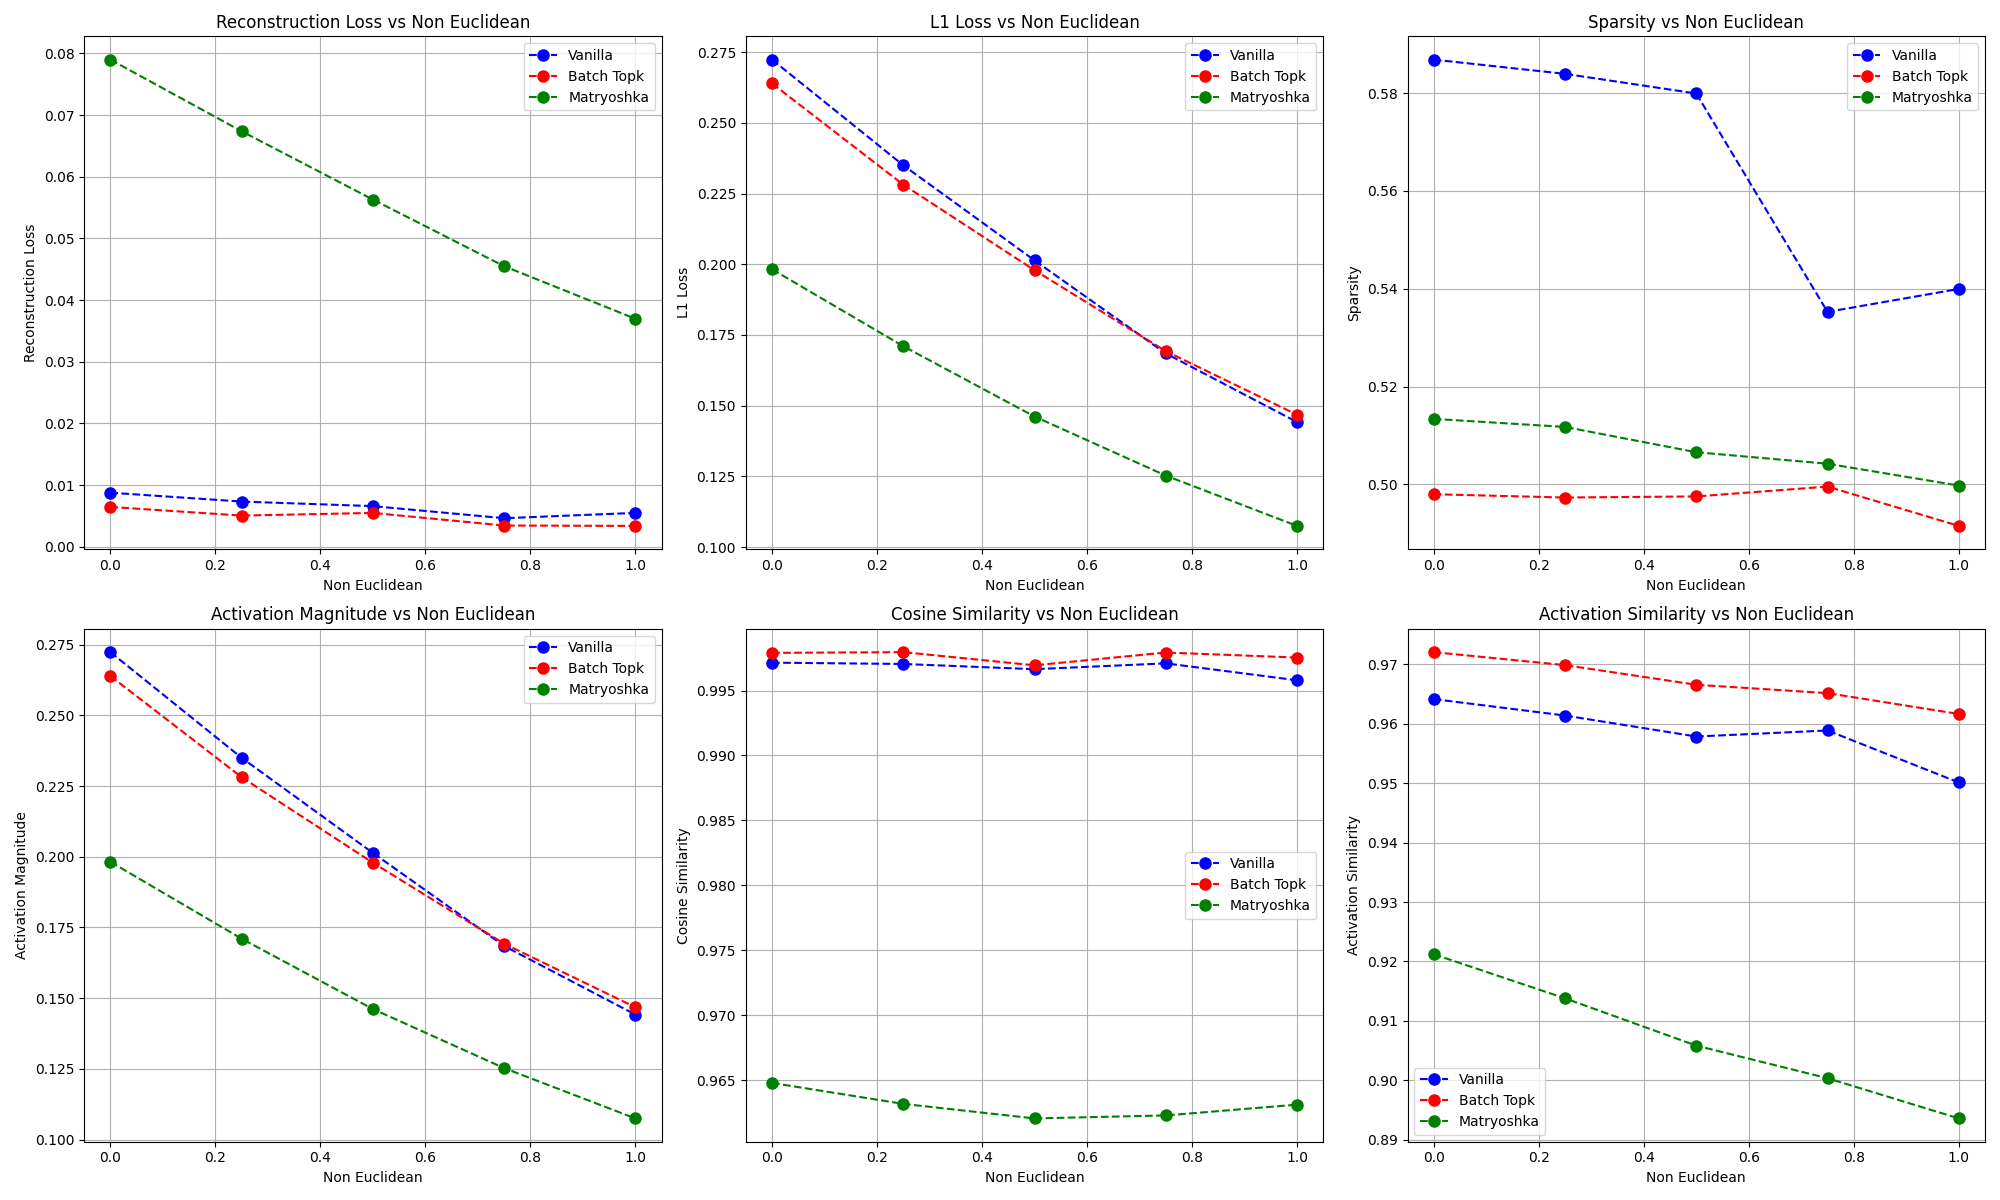 Reconstruction Loss vs Non Euclidean
Reconstruction Loss
0.08
0.07
0.06
0.05
0.04
0.03
0.02
0.01
0.00
Vanilla
Batch Topk
Matryoshka
0.0 0.2 0.4 0.6 0.8 1.0
Non Euclidean
L1 Loss vs Non Euclidean
L1 Loss
0.275
0.250
0.225
0.200
0.175
0.150
0.125
0.100
Vanilla
Batch Topk
Matryoshka
0.0 0.2 0.4 0.6 0.8 1.0
Non Euclidean
Sparsity vs Non Euclidean
Sparsity
0.58
0.56
0.54
0.52
0.50
Vanilla
Batch Topk
Matryoshka
0.0 0.2 0.4 0.6 0.8 1.0
Non Euclidean
Activation Magnitude vs Non Euclidean
Activation Magnitude
0.275
0.250
0.225
0.200
0.175
0.150
0.125
0.100
Vanilla
Batch Topk
Matryoshka
0.0 0.2 0.4 0.6 0.8 1.0
Non Euclidean
Cosine Similarity vs Non Euclidean
Cosine Similarity
0.995
0.990
0.985
0.980
0.975
0.970
0.965
Vanilla
Batch Topk
Matryoshka
0.0 0.2 0.4 0.6 0.8 1.0
Non Euclidean
Activation Similarity vs Non Euclidean
Activation Similarity
0.97
0.96
0.95
0.94
0.93
0.92
0.91
0.90
0.89
Vanilla
Batch Topk
Matryoshka
0.0 0.2 0.4 0.6 0.8 1.0
Non Euclidean